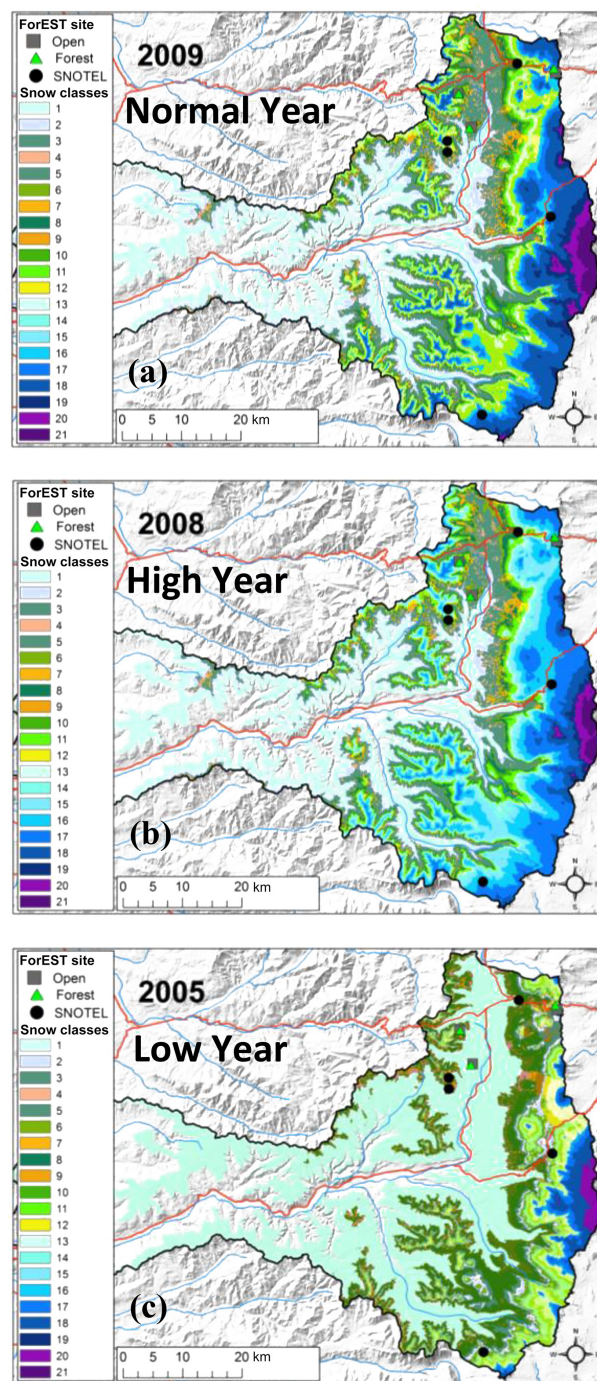 ForEST site
Open
Forest
SNOTEL
Snow classes
1
2
3
4
5
6
7
8
9
10
11
12
13
14
15
16
17
18
19
20
21
2009
Normal Year
(a)
0 5 10 20 km
N
W E
S
ForEST site
Open
Forest
SNOTEL
Snow classes
1
2
3
4
5
6
7
8
9
10
11
12
13
14
15
16
17
18
19
20
21
2008
High Year
(b)
0 5 10 20 km
N
W E
S
ForEST site
Open
Forest
SNOTEL
Snow classes
1
2
3
4
5
6
7
8
9
10
11
12
13
14
15
16
17
18
19
20
21
2005
Low Year
(c)
0 5 10 20 km
N
W E
S